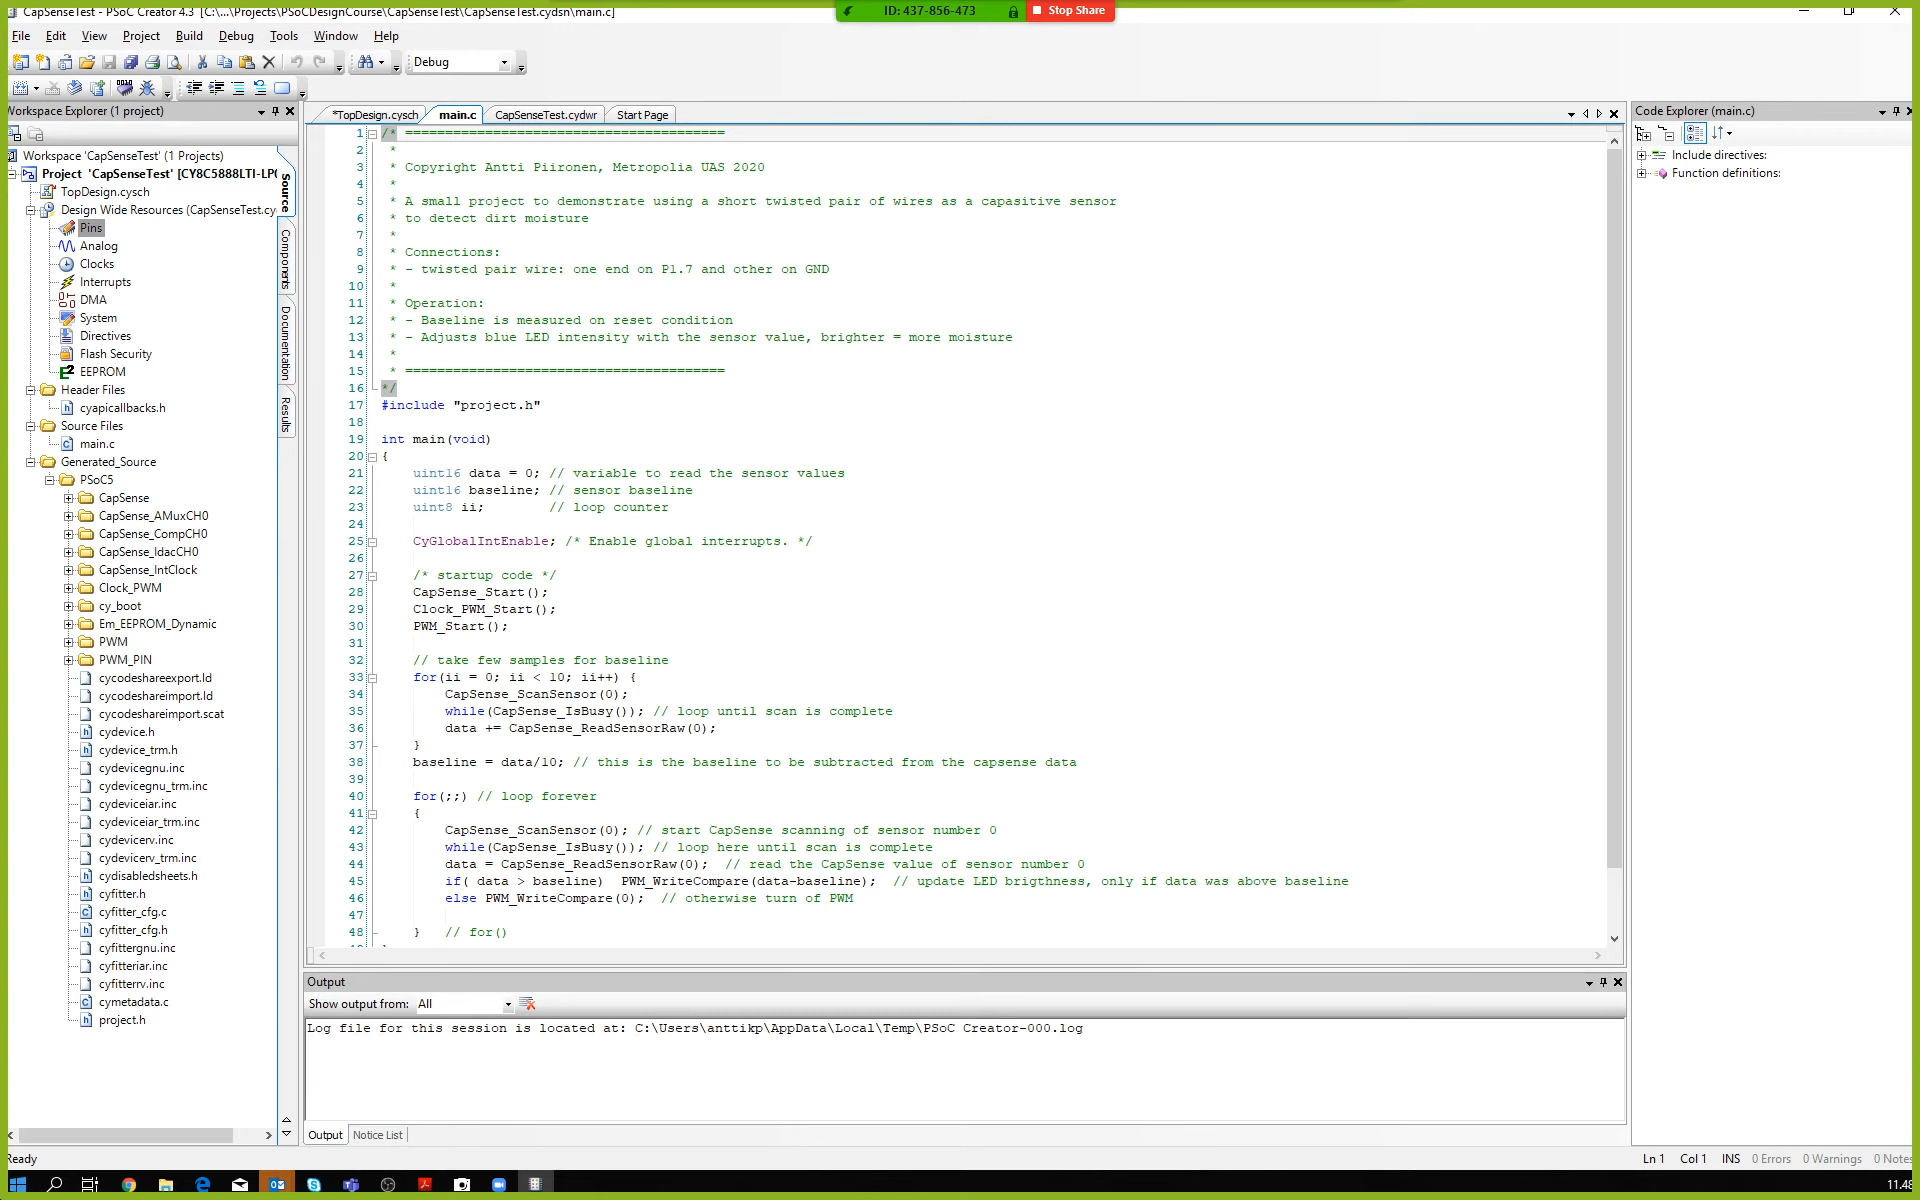 CapSenseTest - PSoC Creator 4.3 [C:\...\Projects\PSoCDesignCourse\CapSenseTest\CapSenseTest.cydsn\main.c]
ID: 437-856-473
Stop Share
File Edit View Project Build Debug Tools Window Help
Debug
Workspace Explorer (1 project)
Workspace 'CapSenseTest' (1 Projects)
Project 'CapSenseTest' [CY8C5888LTI-LP
TopDesign.cysch
Design Wide Resources (CapSenseTest.cy
Pins
Analog
Clocks
Interrupts
DMA
System
Directives
Flash Security
EEPROM
Header Files
cyapicallbacks.h
Source Files
main.c
Generated_Source
PSoC5
CapSense
CapSense_AMuxCH0
CapSense_CompCH0
CapSense_IdacCH0
CapSense_IntClock
Clock_PWM
cy_boot
Em_EEPROM_Dynamic
PWM
PWM_PIN
cycodeshareexport.ld
cycodeshareimport.ld
cycodeshareimport.scat
cydevice.h
cydevice_trm.h
cydevicegnu.inc
cydevicegnu_trm.inc
cydeviceiar.inc
cydeviceiar_trm.inc
cydevicerv.inc
cydevicerv_trm.inc
cydisabledsheets.h
cyfitter.h
cyfitter_cfg.c
cyfitter_cfg.h
cyfittergnu.inc
cyfitteriar.inc
cyfitterrv.inc
cymetadata.c
project.h
Source
Components
Documentation
Results
*TopDesign.cysch main.c CapSenseTest.cydwr Start Page
1 /* ========================================
2 *
3 * Copyright Antti Piironen, Metropolia UAS 2020
4 *
5 * A small project to demonstrate using a short twisted pair of wires as a capasitive sensor
6 * to detect dirt moisture
7 *
8 * Connections:
9 * - twisted pair wire: one end on P1.7 and other on GND
10 *
11 * Operation:
12 * - Baseline is measured on reset condition
13 * - Adjusts blue LED intensity with the sensor value, brighter = more moisture
14 *
15 * ========================================
16 */
17 #include "project.h"
18
19 int main(void)
20 {
21 uint16 data = 0; // variable to read the sensor values
22 uint16 baseline; // sensor baseline
23 uint8 ii; // loop counter
24
25 CyGlobalIntEnable; /* Enable global interrupts. */
26
27 /* startup code */
28 CapSense_Start();
29 Clock_PWM_Start();
30 PWM_Start();
31
32 // take few samples for baseline
33 for(ii = 0; ii < 10; ii++) {
34 CapSense_ScanSensor(0);
35 while(CapSense_IsBusy()); // loop until scan is complete
36 data += CapSense_ReadSensorRaw(0);
37 }
38 baseline = data/10; // this is the baseline to be subtracted from the capsense data
39
40 for(;;) // loop forever
41 {
42 CapSense_ScanSensor(0); // start CapSense scanning of sensor number 0
43 while(CapSense_IsBusy()); // loop here until scan is complete
44 data = CapSense_ReadSensorRaw(0); // read the CapSense value of sensor number 0
45 if( data > baseline) PWM_WriteCompare(data-baseline); // update LED brigthness, only if data was above baseline
46 else PWM_WriteCompare(0); // otherwise turn of PWM
47
48 } // for()
Output
Show output from: All
Log file for this session is located at: C:\Users\anttikp\AppData\Local\Temp\PSoC Creator-000.log
Output Notice List
Code Explorer (main.c)
Include directives:
Function definitions:
Ready
Ln 1 Col 1 INS 0 Errors 0 Warnings 0 Notes
11.48